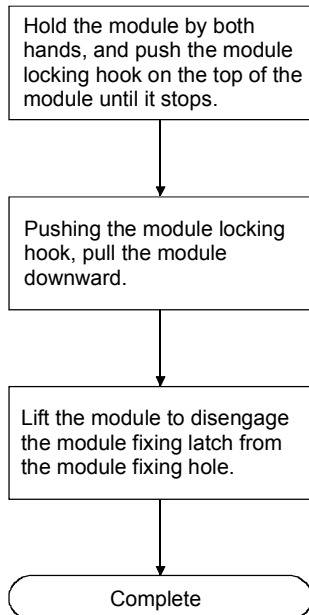 Hold the module by both
hands, and push the module
locking hook on the top of the
module until it stops.
Pushing the module locking
hook, pull the module
downward.
Lift the module to disengage
the module fixing latch from
the module fixing hole.
Complete